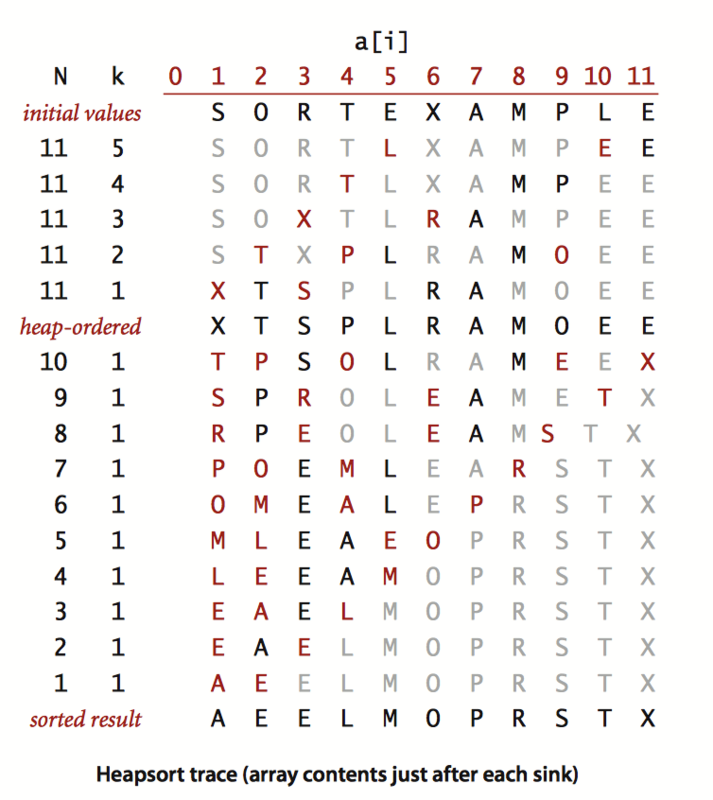 a[i]
N k 0 1 2 3 4 5 6 7 8 9 10 11
initial values S O R T E X A M P L E
11 5 S O R T L X A M P E E
11 4 S O R T L X A M P E E
11 3 S O X T L R A M P E E
11 2 S T X P L R A M O E E
11 1 X T S P L R A M O E E
heap-ordered X T S P L R A M O E E
10 1 T P S O L R A M E E X
9 1 S P R O L E A M E T X
8 1 R P E O L E A M S T X
7 1 P O E M L E A R S T X
6 1 O M E A L E P R S T X
5 1 M L E A E O P R S T X
4 1 L E E A M O P R S T X
3 1 E A E L M O P R S T X
2 1 E A E L M O P R S T X
1 1 A E E L M O P R S T X
sorted result A E E L M O P R S T X
Heapsort trace (array contents just after each sink)